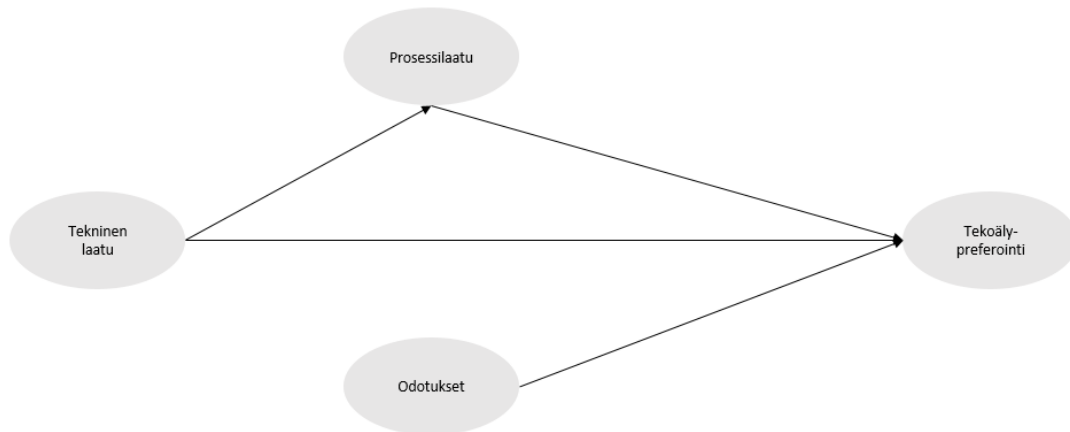 Prosessilaatu
Tekninen
laatu
Tekoäly-
preferointi
Odotukset